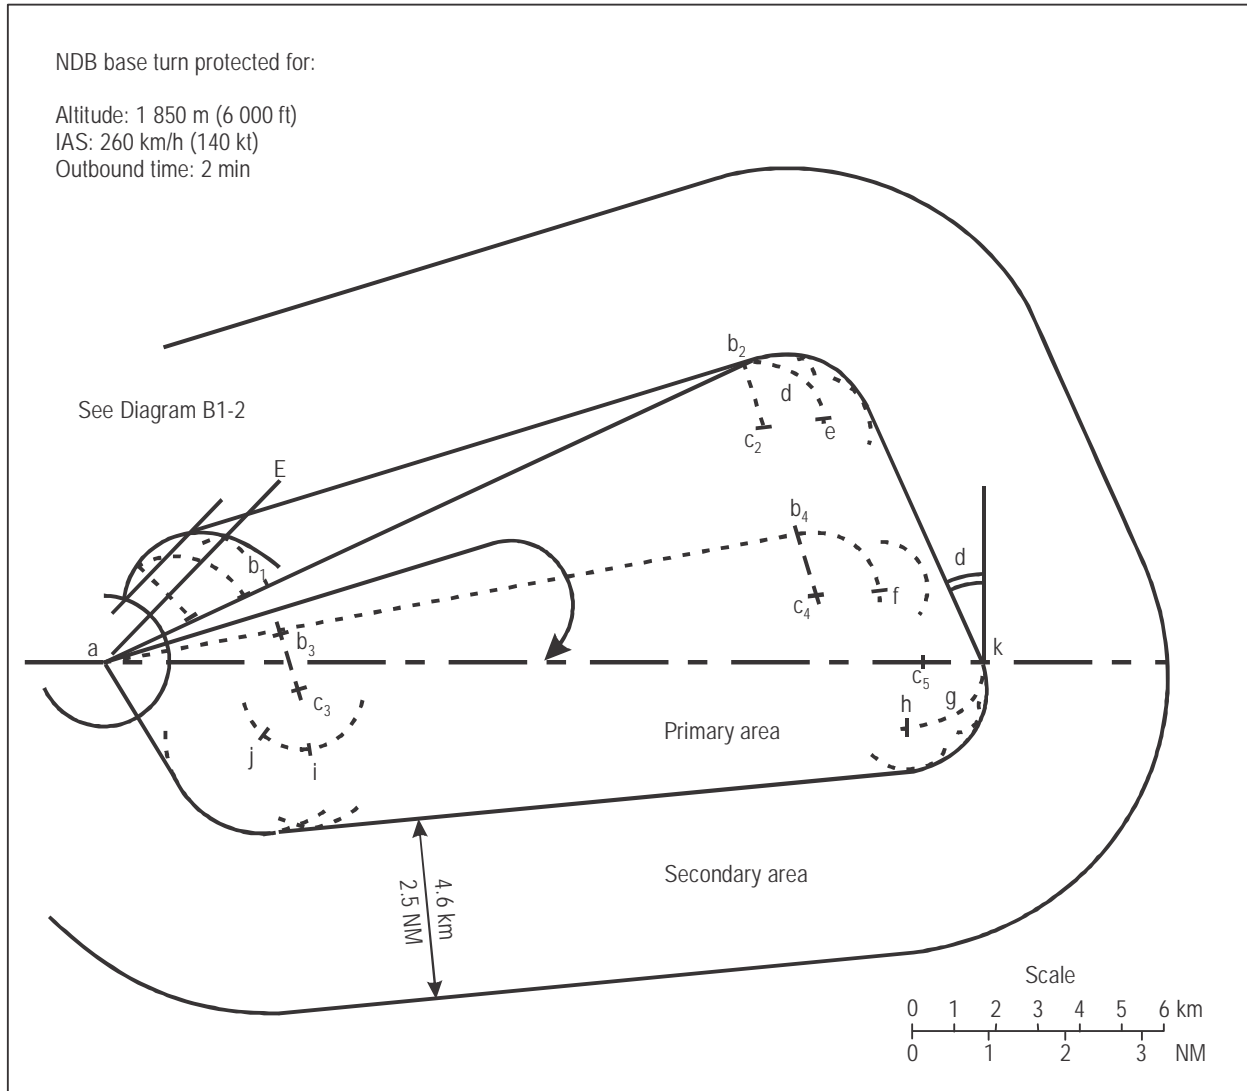 NDB base turn protected for:
Altitude: 1 850 m (6 000 ft)
IAS: 260 km/h (140 kt)
Outbound time: 2 min
b2
d
c2
e
See Diagram B1-2
E
b4
b1
d
c4
f
a
b3
k
c5
c3
h
g
j
i
Primary area
Secondary area
4.6 km
2.5 NM
Scale
0 1 2 3 4 5 6 km
0 1 2 3 NM